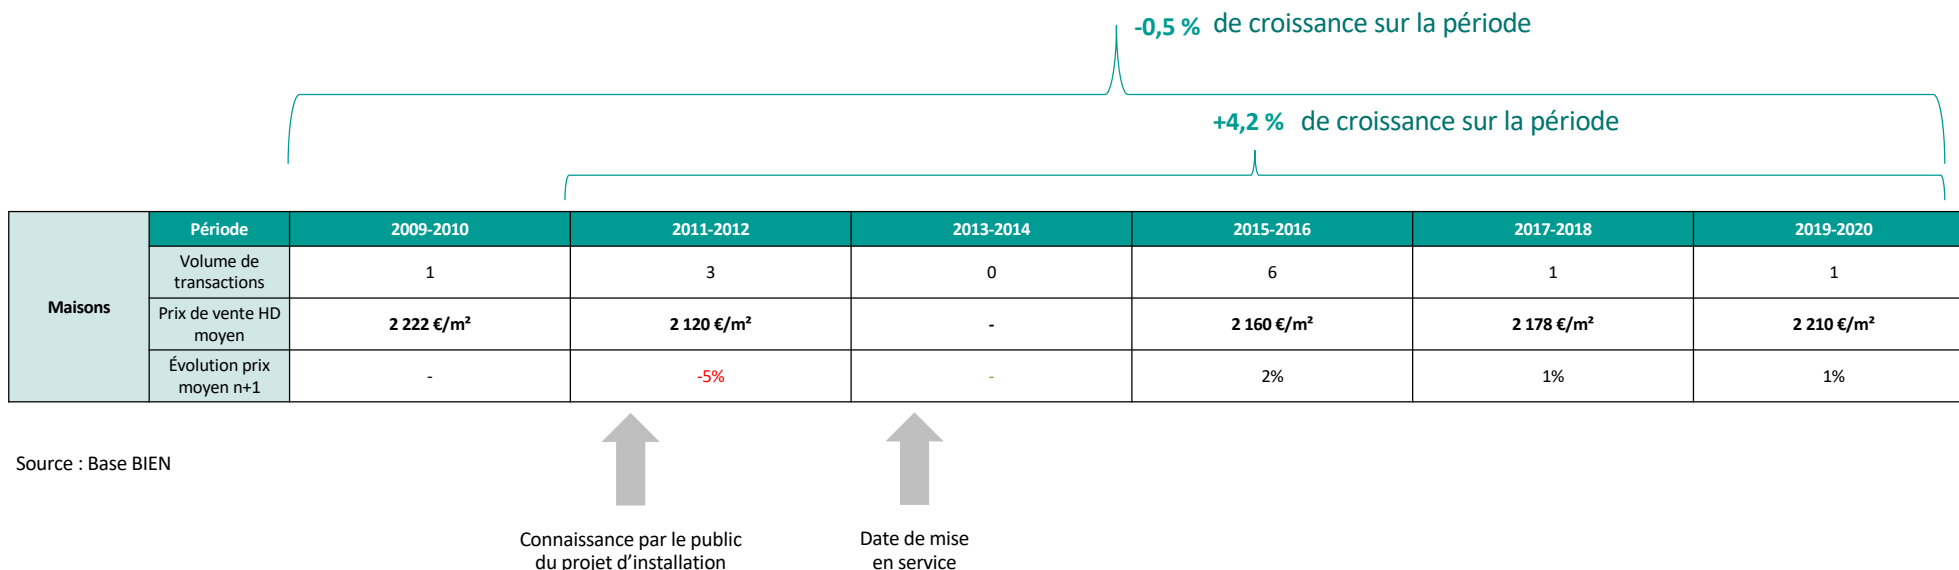 -0,5 % de croissance sur la période
+4,2 % de croissance sur la période
Période 2009-2010 2011-2012 2013-2014 2015-2016 2017-2018 2019-2020
Maisons
Volume de
transactions
1 3 0 6 1 1
Prix de vente HD
moyen
2 222 €/m² 2 120 €/m² - 2 160 €/m² 2 178 €/m² 2 210 €/m²
Évolution prix
moyen n+1
- -5% - 2% 1% 1%
Source : Base BIEN
Connaissance par le public
du projet d’installation
Date de mise
en service